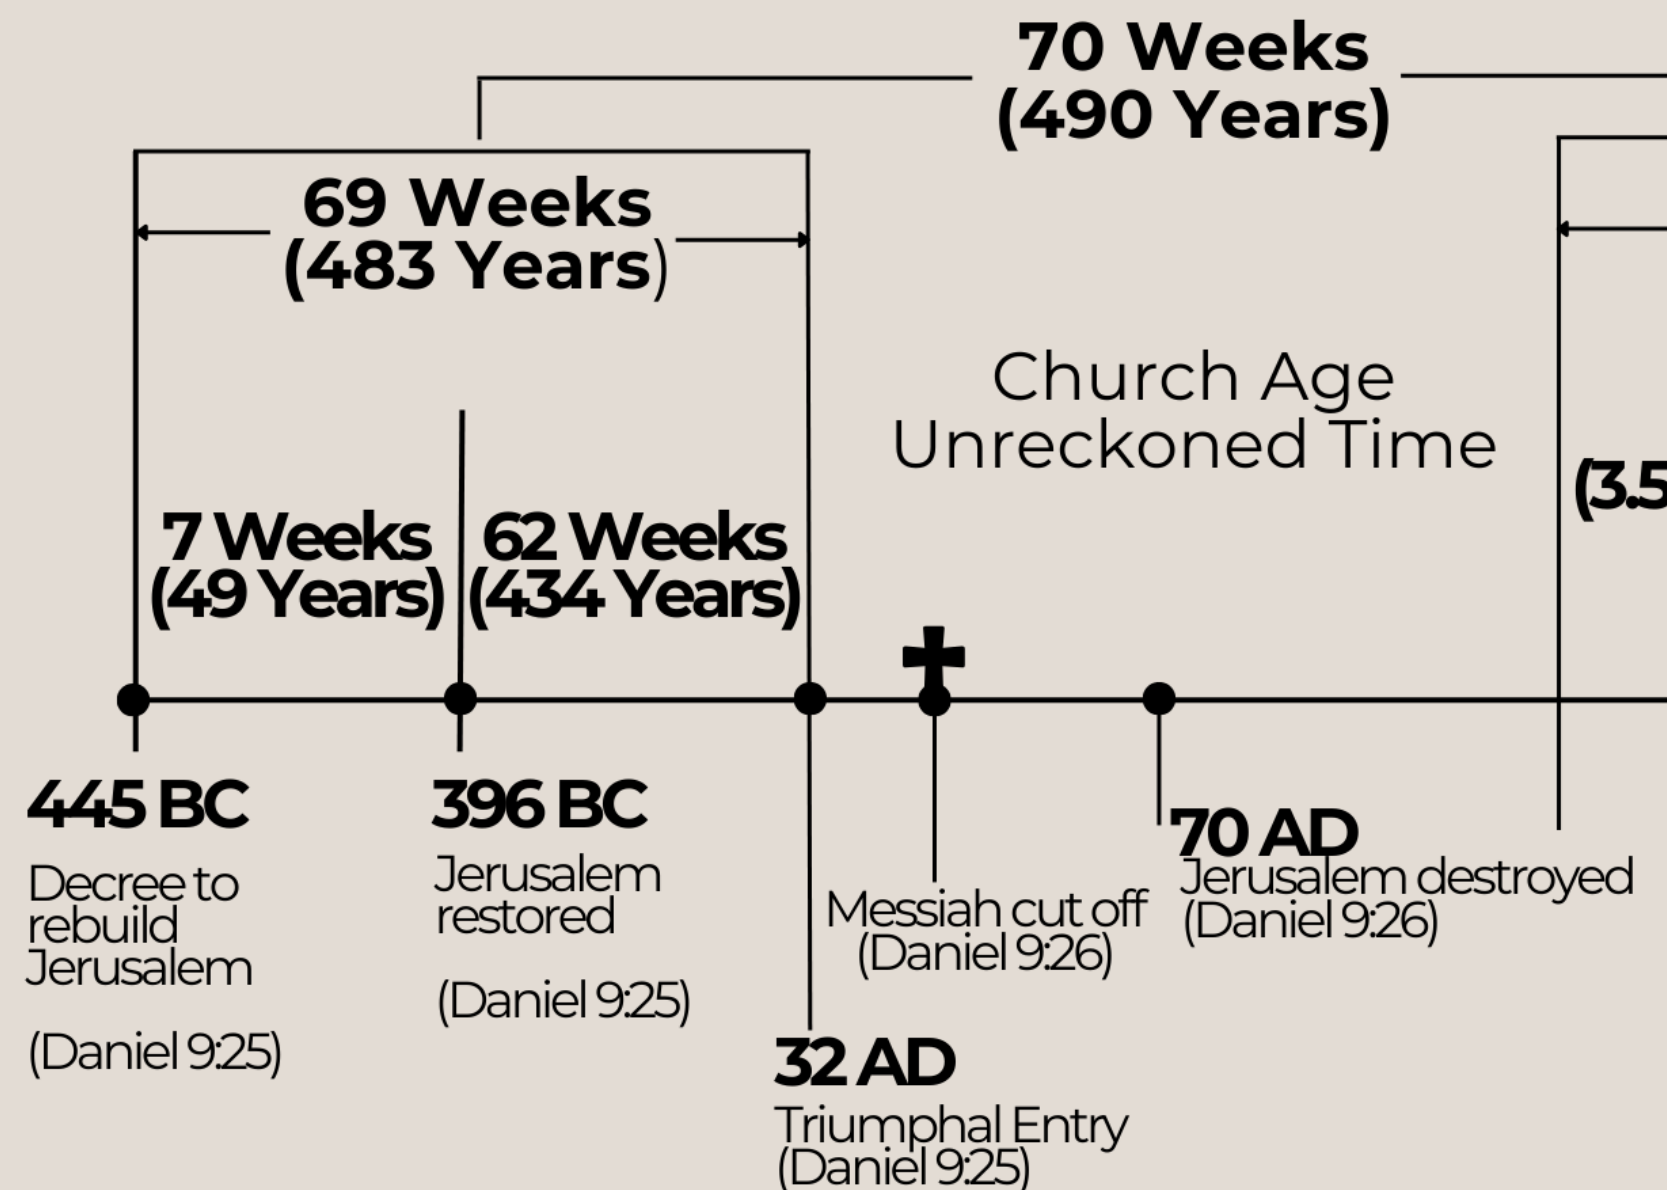 70 Weeks
(490 Years)
69 Weeks
(483 Years)
Church Age
Unreckoned Time
(3.5
7 Weeks
(49 Years)
62 Weeks
(434 Years)
445 BC
Decree to
rebuild
Jerusalem
(Daniel 9:25)
396 BC
Jerusalem
restored
(Daniel 9:25)
32 AD
Triumphal Entry
(Daniel 9:25)
Messiah cut off
(Daniel 9:26)
70 AD
Jerusalem destroyed
(Daniel 9:26)